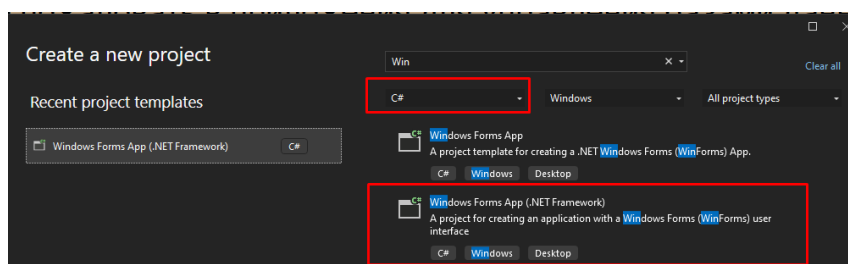 Create a new project
Win
Clear all
Recent project templates
C#
Windows
All project types
Windows Forms App (.NET Framework)
C#
C#
Windows Forms App
A project template for creating a .NET Windows Forms (WinForms) App.
C#
Windows
Desktop
C#
Windows Forms App (.NET Framework)
A project for creating an application with a Windows Forms (WinForms) user
interface
C#
Windows
Desktop